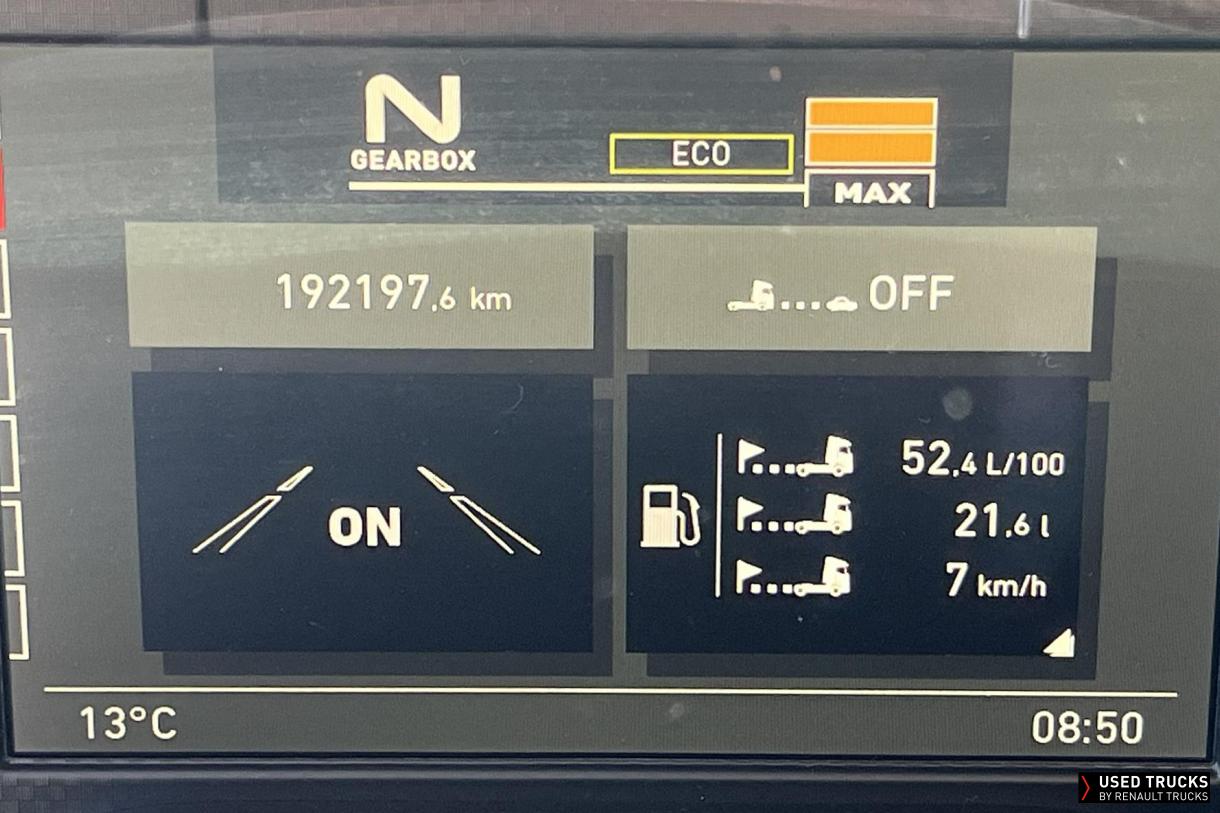 N
GEARBOX
ECO
MAX
192197,6 km
OFF
ON
52,4 L/100
21,6 l
7 km/h
13°C
08:50
USED TRUCKS
BY RENAULT TRUCKS